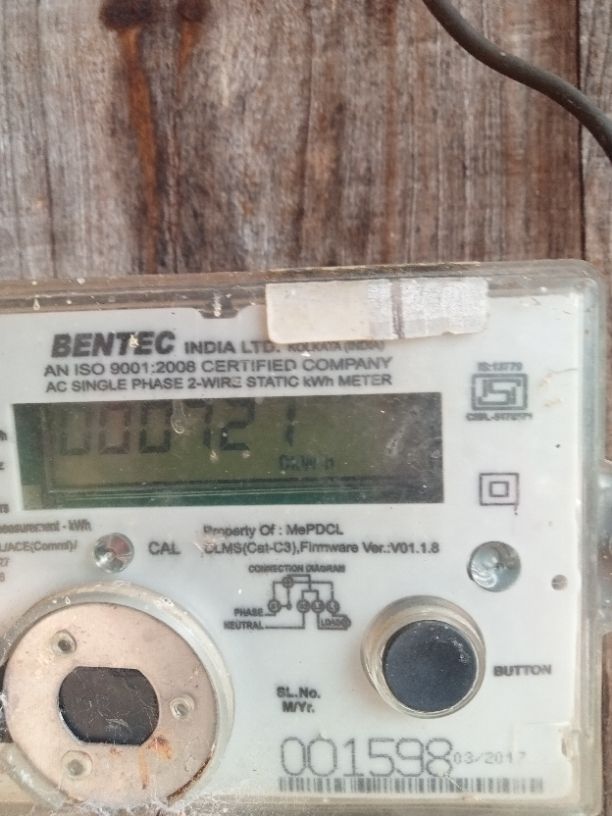 BENTEC INDIA LTD. KOLKATA (INDIA)
AN ISO 9001:2008 CERTIFIED COMPANY
AC SINGLE PHASE 2-WIRE STATIC kWh METER
IS:13779
000721
Property Of : MePDCL
DLMS(Cat-C3),Firmware Ver.:V01.1.8
CAL
CONNECTION DIAGRAM
PHASE
NEUTRAL
LOAD
BUTTON
SL.No.
M/Yr.
001598 03/2017